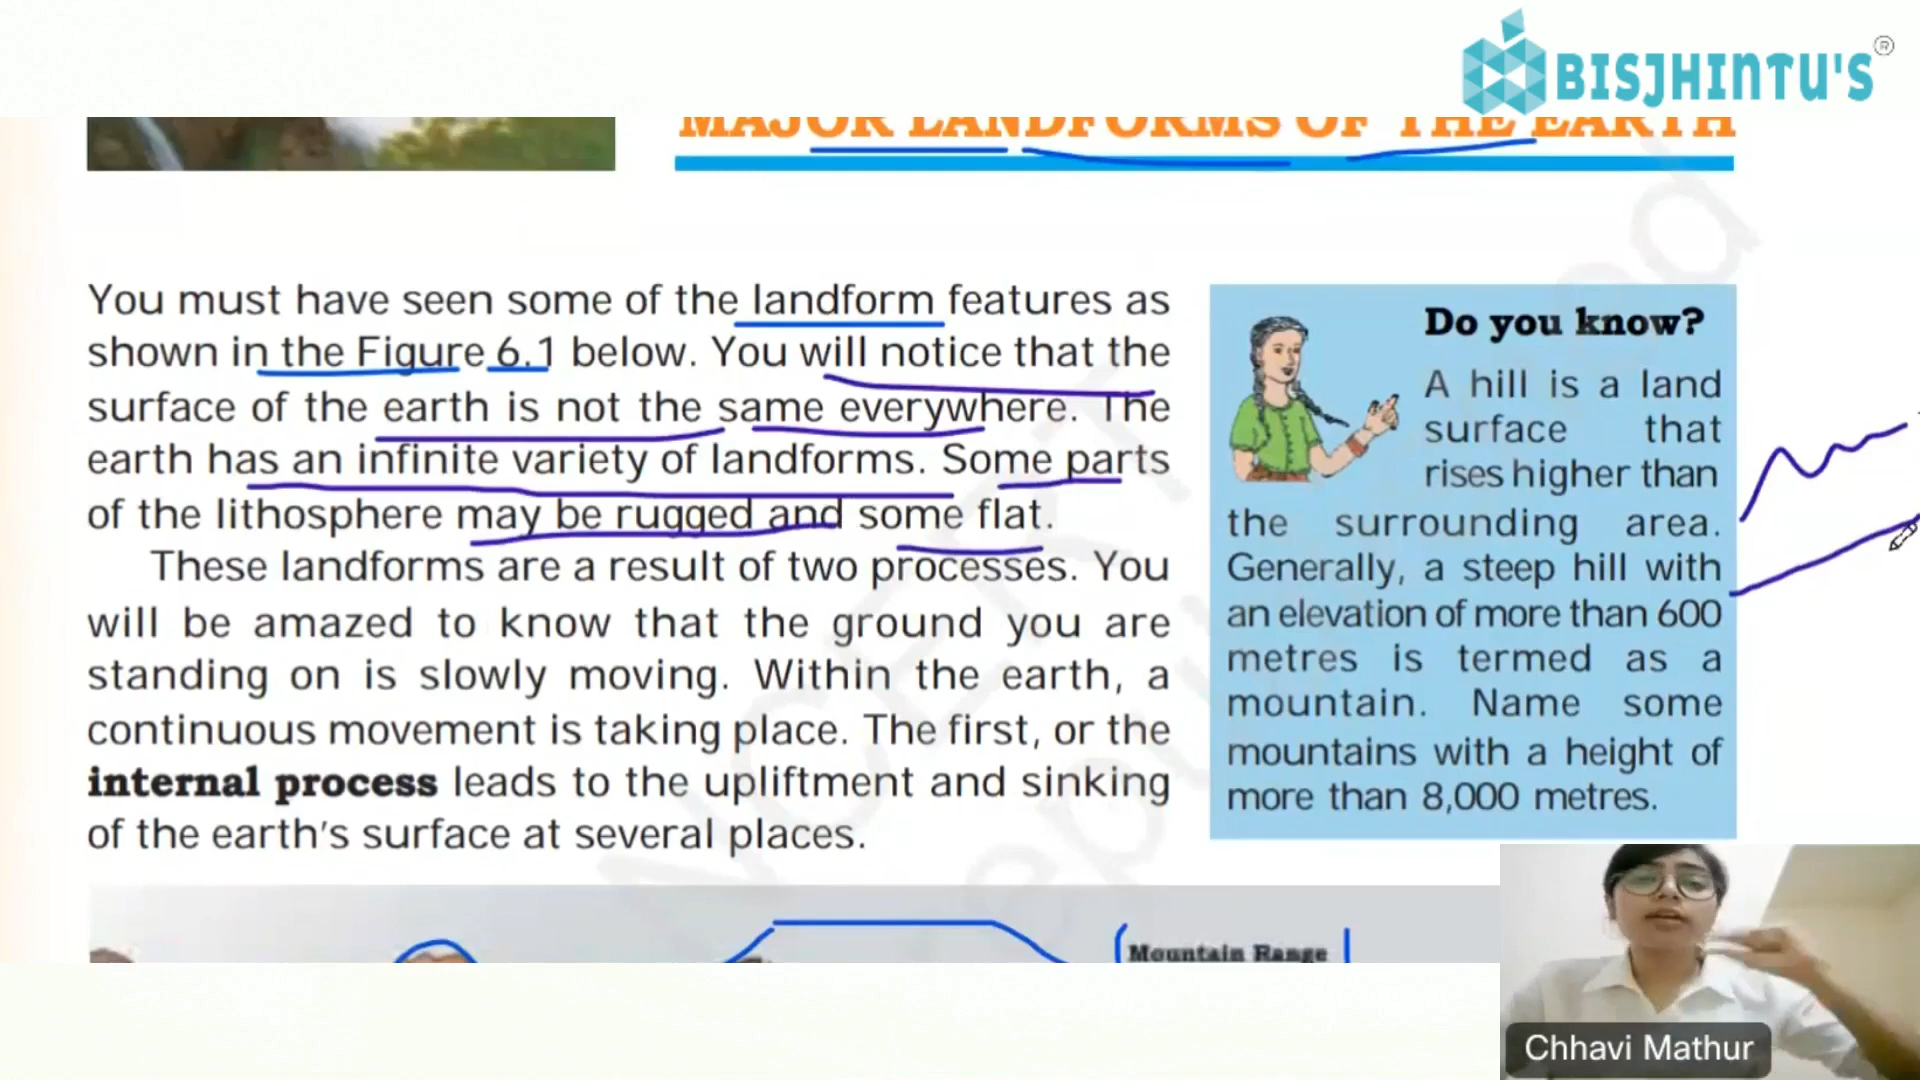 BISJHINTU'S®
MAJOR LANDFORMS OF THE EARTH
You must have seen some of the landform features as
shown in the Figure 6.1 below. You will notice that the
surface of the earth is not the same everywhere. The
earth has an infinite variety of landforms. Some parts
of the lithosphere may be rugged and some flat.
These landforms are a result of two processes. You
will be amazed to know that the ground you are
standing on is slowly moving. Within the earth, a
continuous movement is taking place. The first, or the
internal process leads to the upliftment and sinking
of the earth's surface at several places.
Do you know?
A hill is a land
surface that
rises higher than
the surrounding area.
Generally, a steep hill with
an elevation of more than 600
metres is termed as a
mountain. Name some
mountains with a height of
more than 8,000 metres.
Mountain Range
Chhavi Mathur